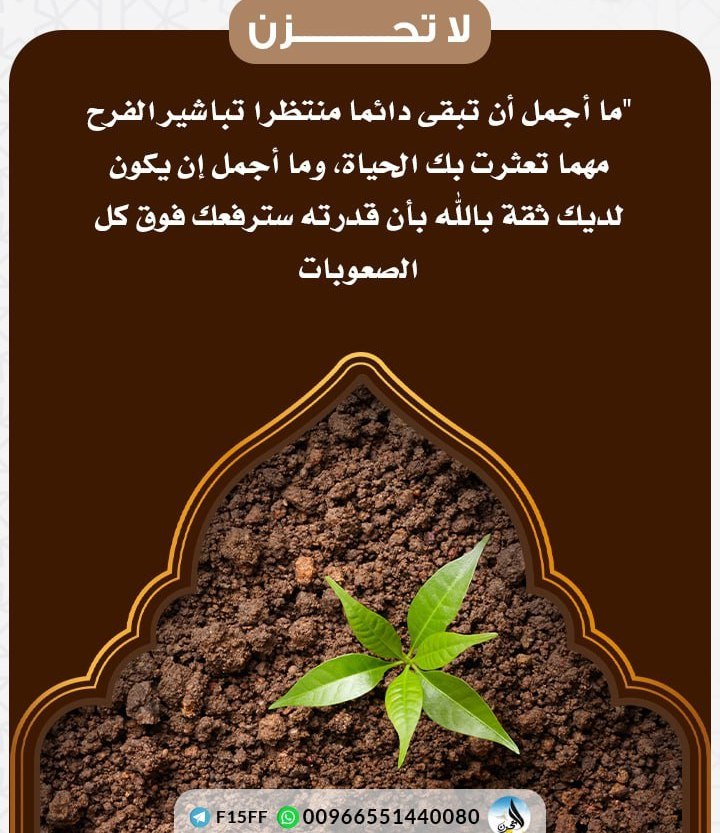 لا تحـــــزن
"ما أجمل أن تبقى دائما منتظرا تباشير الفرح
مهما تعثرت بك الحياة، وما أجمل إن يكون
لديك ثقة بالله بأن قدرته سترفعك فوق كل
الصعوبات
F15FF 00966551440080